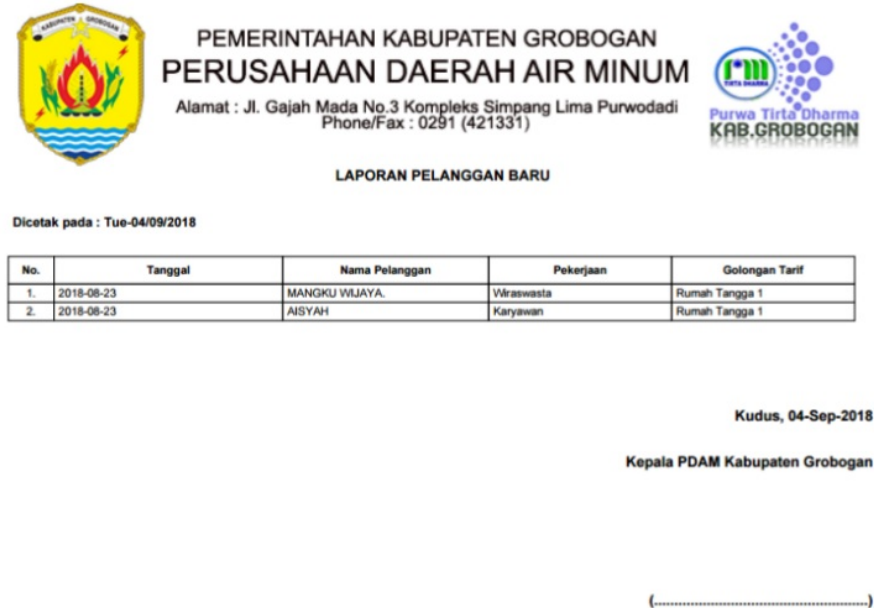 KABUPATEN GROBOGAN
PEMERINTAHAN KABUPATEN GROBOGAN
PERUSAHAAN DAERAH AIR MINUM
Alamat : Jl. Gajah Mada No.3 Kompleks Simpang Lima Purwodadi
Phone/Fax : 0291 (421331)
TIRTA DHARMA
Purwa Tirta Dharma
KAB.GROBOGAN
LAPORAN PELANGGAN BARU
Dicetak pada : Tue-04/09/2018
No. Tanggal Nama Pelanggan Pekerjaan Golongan Tarif
1. 2018-08-23 MANGKU WIJAYA. Wiraswasta Rumah Tangga 1
2. 2018-08-23 AISYAH Karyawan Rumah Tangga 1
Kudus, 04-Sep-2018
Kepala PDAM Kabupaten Grobogan
(..................................................)